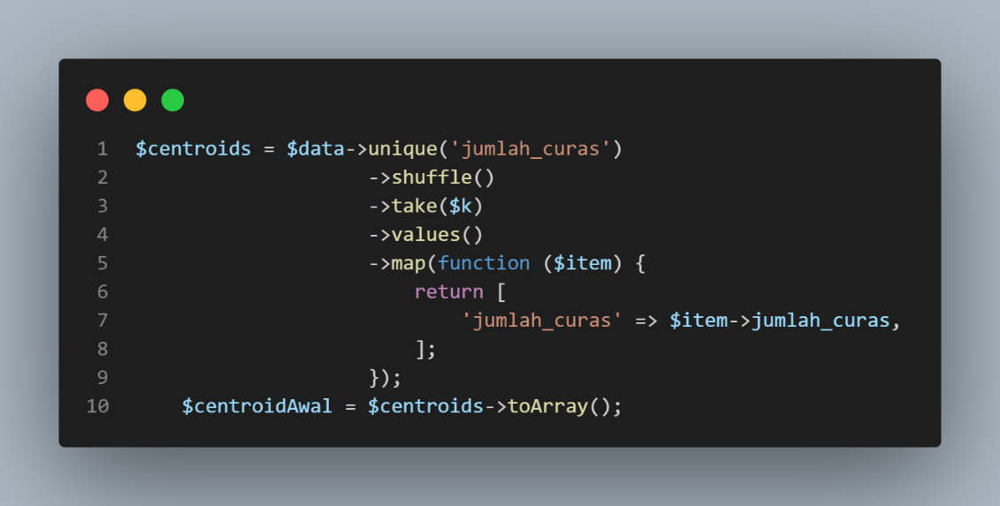 1 $centroids = $data->unique('jumlah_curas')
2 ->shuffle()
3 ->take($k)
4 ->values()
5 ->map(function ($item) {
6 return [
7 'jumlah_curas' => $item->jumlah_curas,
8 ];
9 });
10 $centroidAwal = $centroids->toArray();